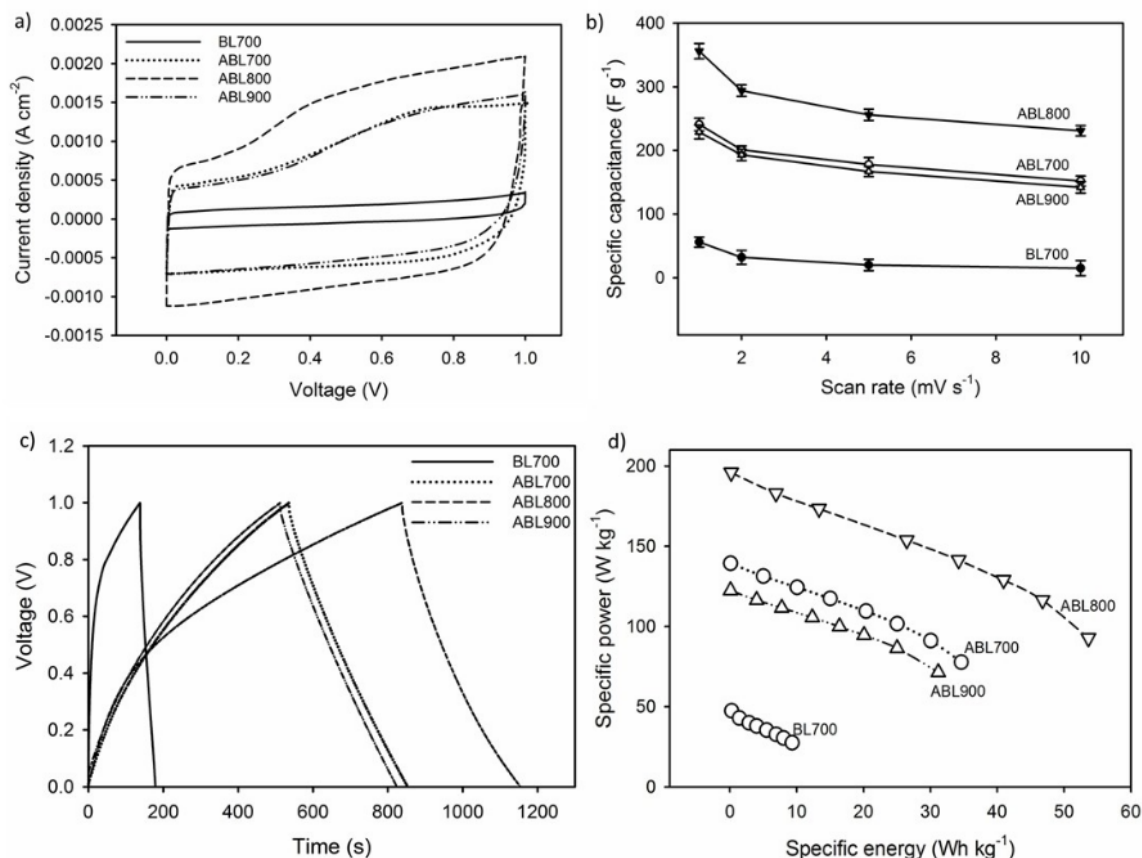 a)
0.0025
0.0020
0.0015
0.0010
0.0005
0.0000
-0.0005
-0.0010
-0.0015
Current density (A cm⁻²)
BL700
ABL700
ABL800
ABL900
0.0 0.2 0.4 0.6 0.8 1.0
Voltage (V)
b)
400
300
200
100
0
Specific capacitance (F g⁻¹)
ABL800
ABL700
ABL900
BL700
2 4 6 8 10
Scan rate (mV s⁻¹)
c)
1.2
1.0
0.8
0.6
0.4
0.2
0.0
Voltage (V)
BL700
ABL700
ABL800
ABL900
0 200 400 600 800 1000 1200
Time (s)
d)
200
150
100
50
0
Specific power (W kg⁻¹)
ABL800
ABL700
ABL900
BL700
0 10 20 30 40 50 60
Specific energy (Wh kg⁻¹)